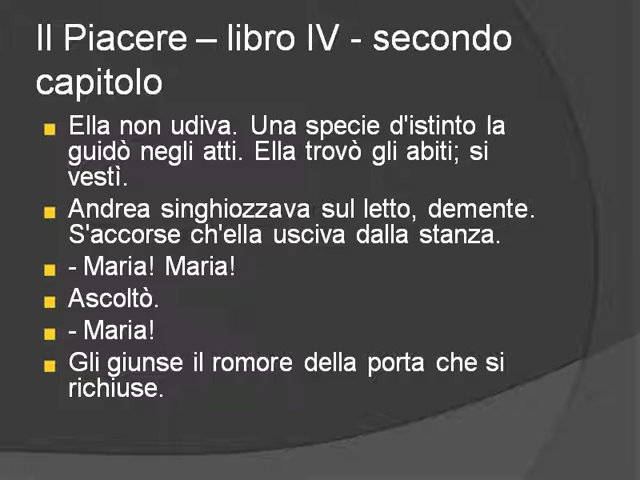 Il Piacere – libro IV - secondo
capitolo
Ella non udiva. Una specie d'istinto la
guidò negli atti. Ella trovò gli abiti; si
vestì.
Andrea singhiozzava sul letto, demente.
S'accorse ch'ella usciva dalla stanza.
- Maria! Maria!
Ascoltò.
- Maria!
Gli giunse il romore della porta che si
richiuse.